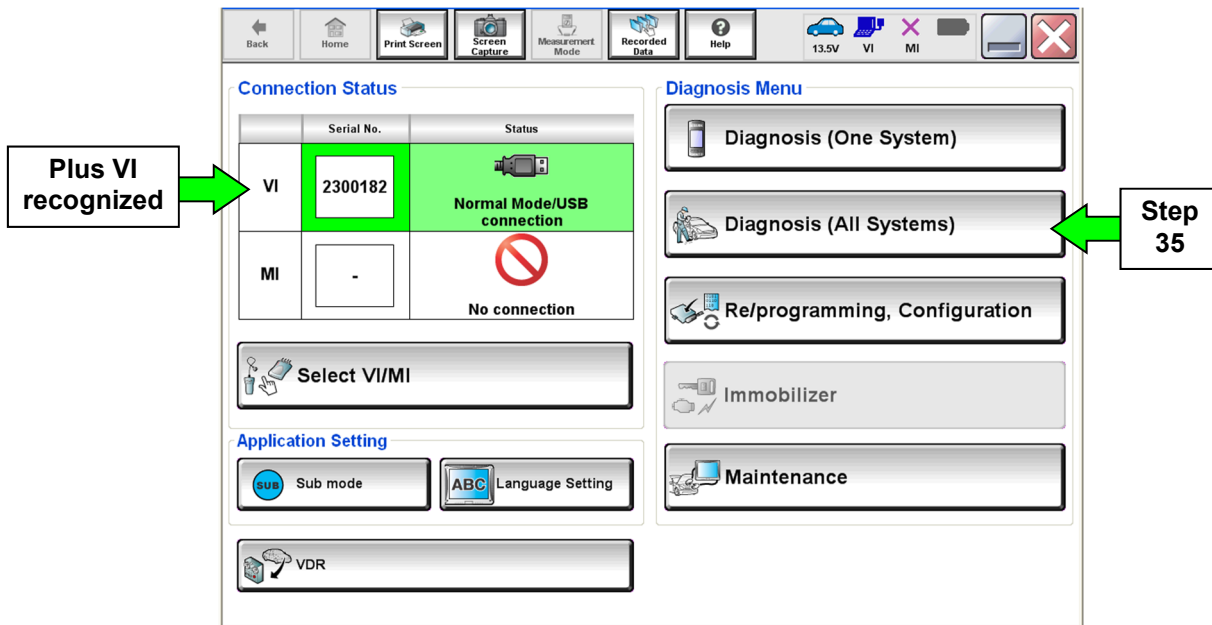 Back
Home
Print Screen
Screen
Capture
Measurement
Mode
Recorded
Data
Help
13.5V
VI
MI
Connection Status
Serial No.
Status
VI
2300182
Normal Mode/USB
connection
MI
-
No connection
Select VI/MI
Application Setting
SUB
Sub mode
ABC
Language Setting
VDR
Diagnosis Menu
Diagnosis (One System)
Diagnosis (All Systems)
Re/programming, Configuration
Immobilizer
Maintenance
Plus VI
recognized
Step
35